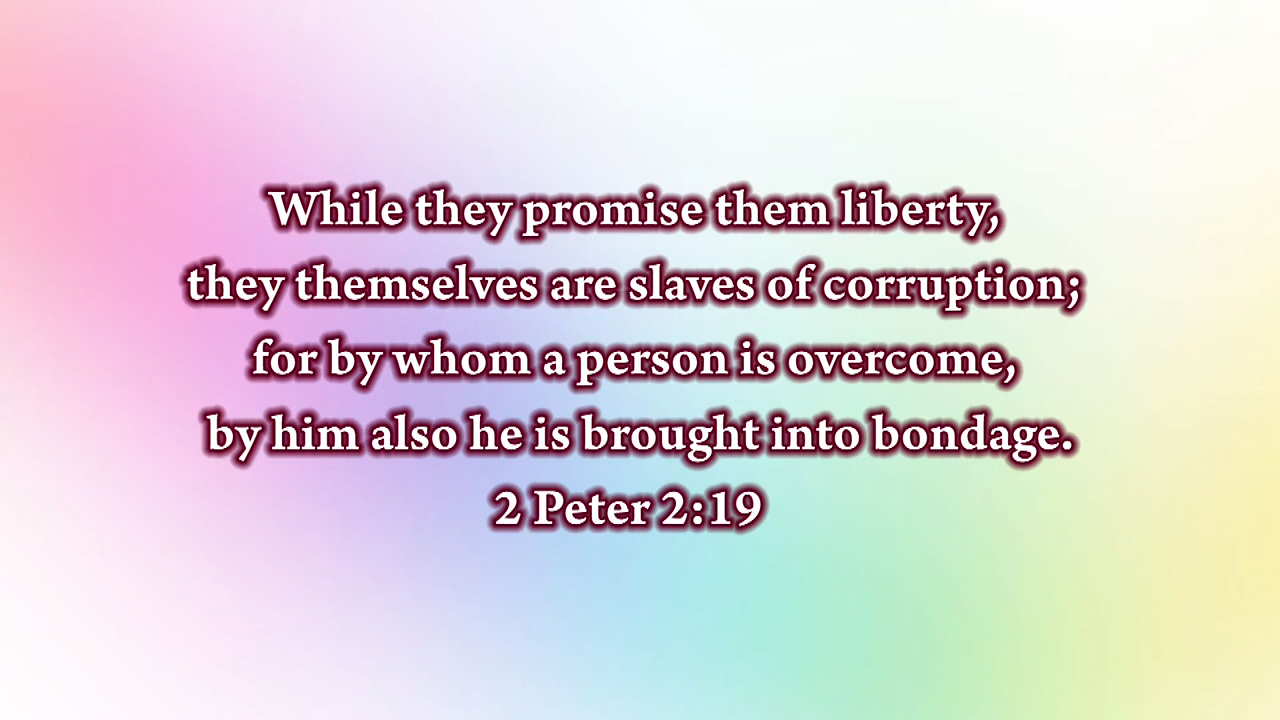 While they promise them liberty,
they themselves are slaves of corruption;
for by whom a person is overcome,
by him also he is brought into bondage.
2 Peter 2:19